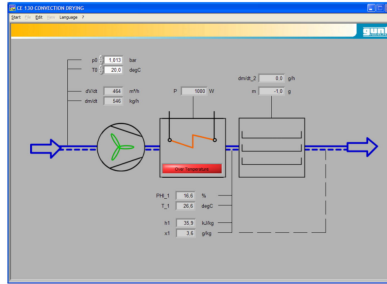 CE 130 CONVECTION DRYING
Start File Edit View Language ?
gunt
p0 1,013 bar
T0 20.0 degC
dV/dt 464 m³/h
dm/dt 546 kg/h
P 1000 W
dm/dt_2 0,0 g/h
m -1,0 g
Over Temperature
PHI_1 16.6 %
T_1 26.6 degC
h1 35,9 kJ/kg
x1 3,6 g/kg